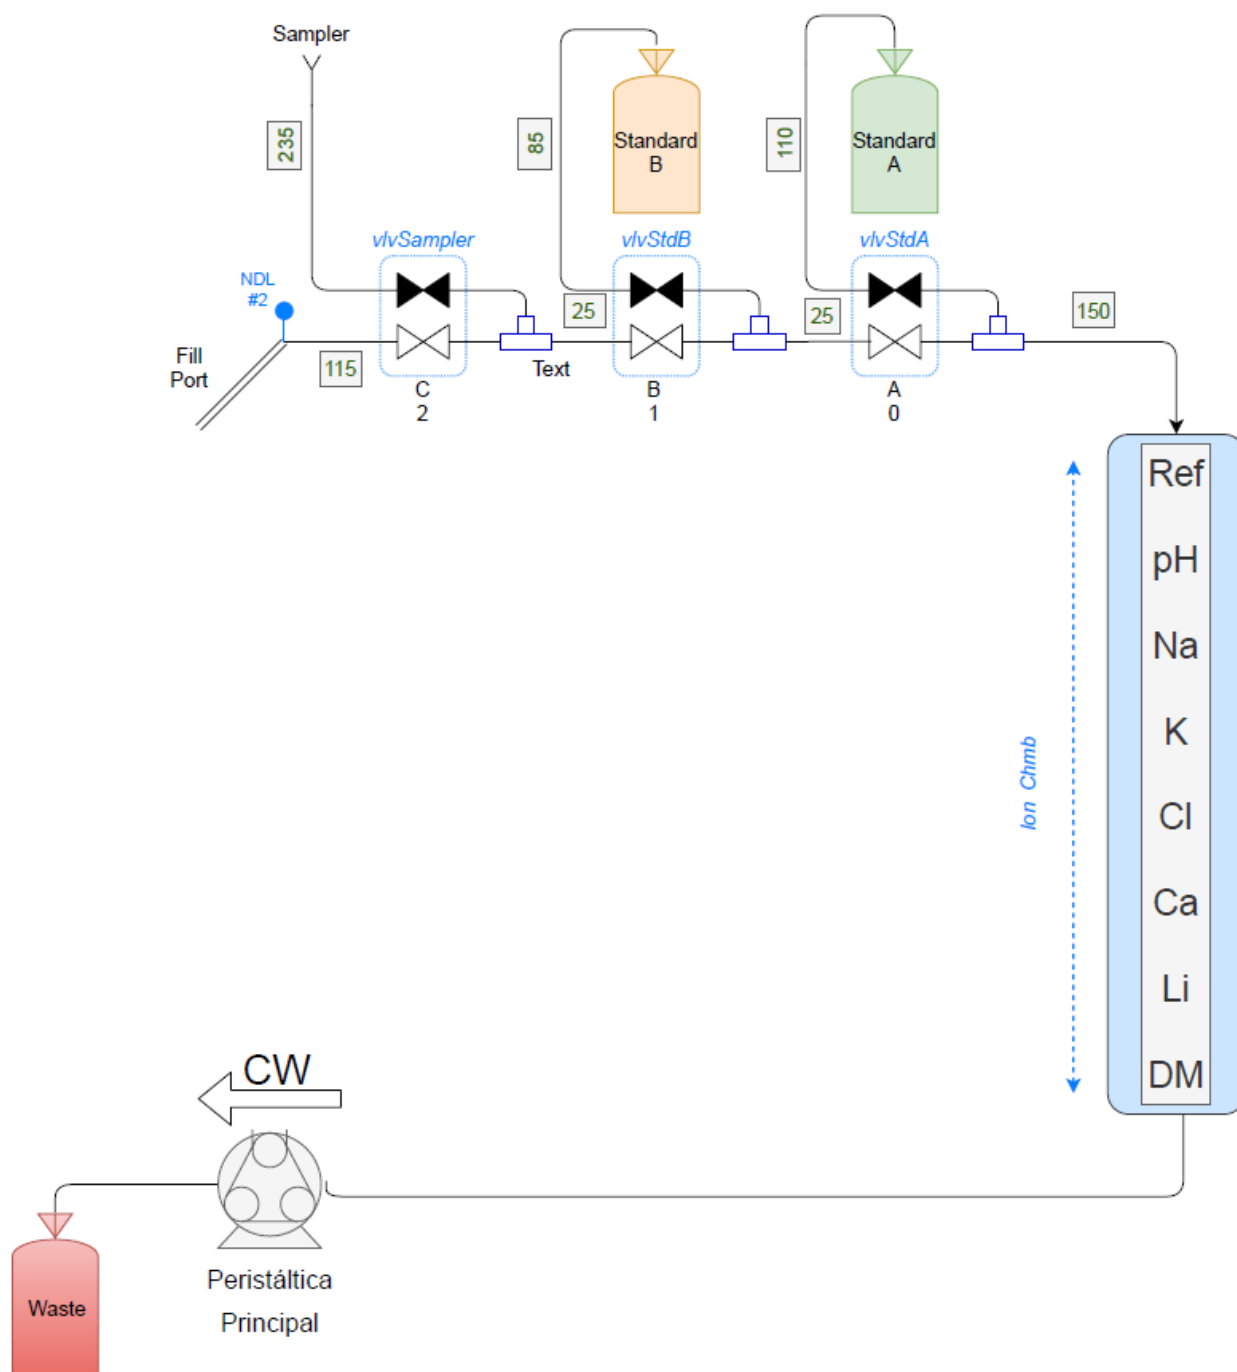 Sampler
235
85
Standard
B
110
Standard
A
vlvSampler
vlvStdB
vlvStdA
NDL
#2
25
25
150
Fill
Port
115
Text
C
2
B
1
A
0
Ref
pH
Na
K
Cl
Ca
Li
DM
Ion Chmb
CW
Peristáltica
Principal
Waste